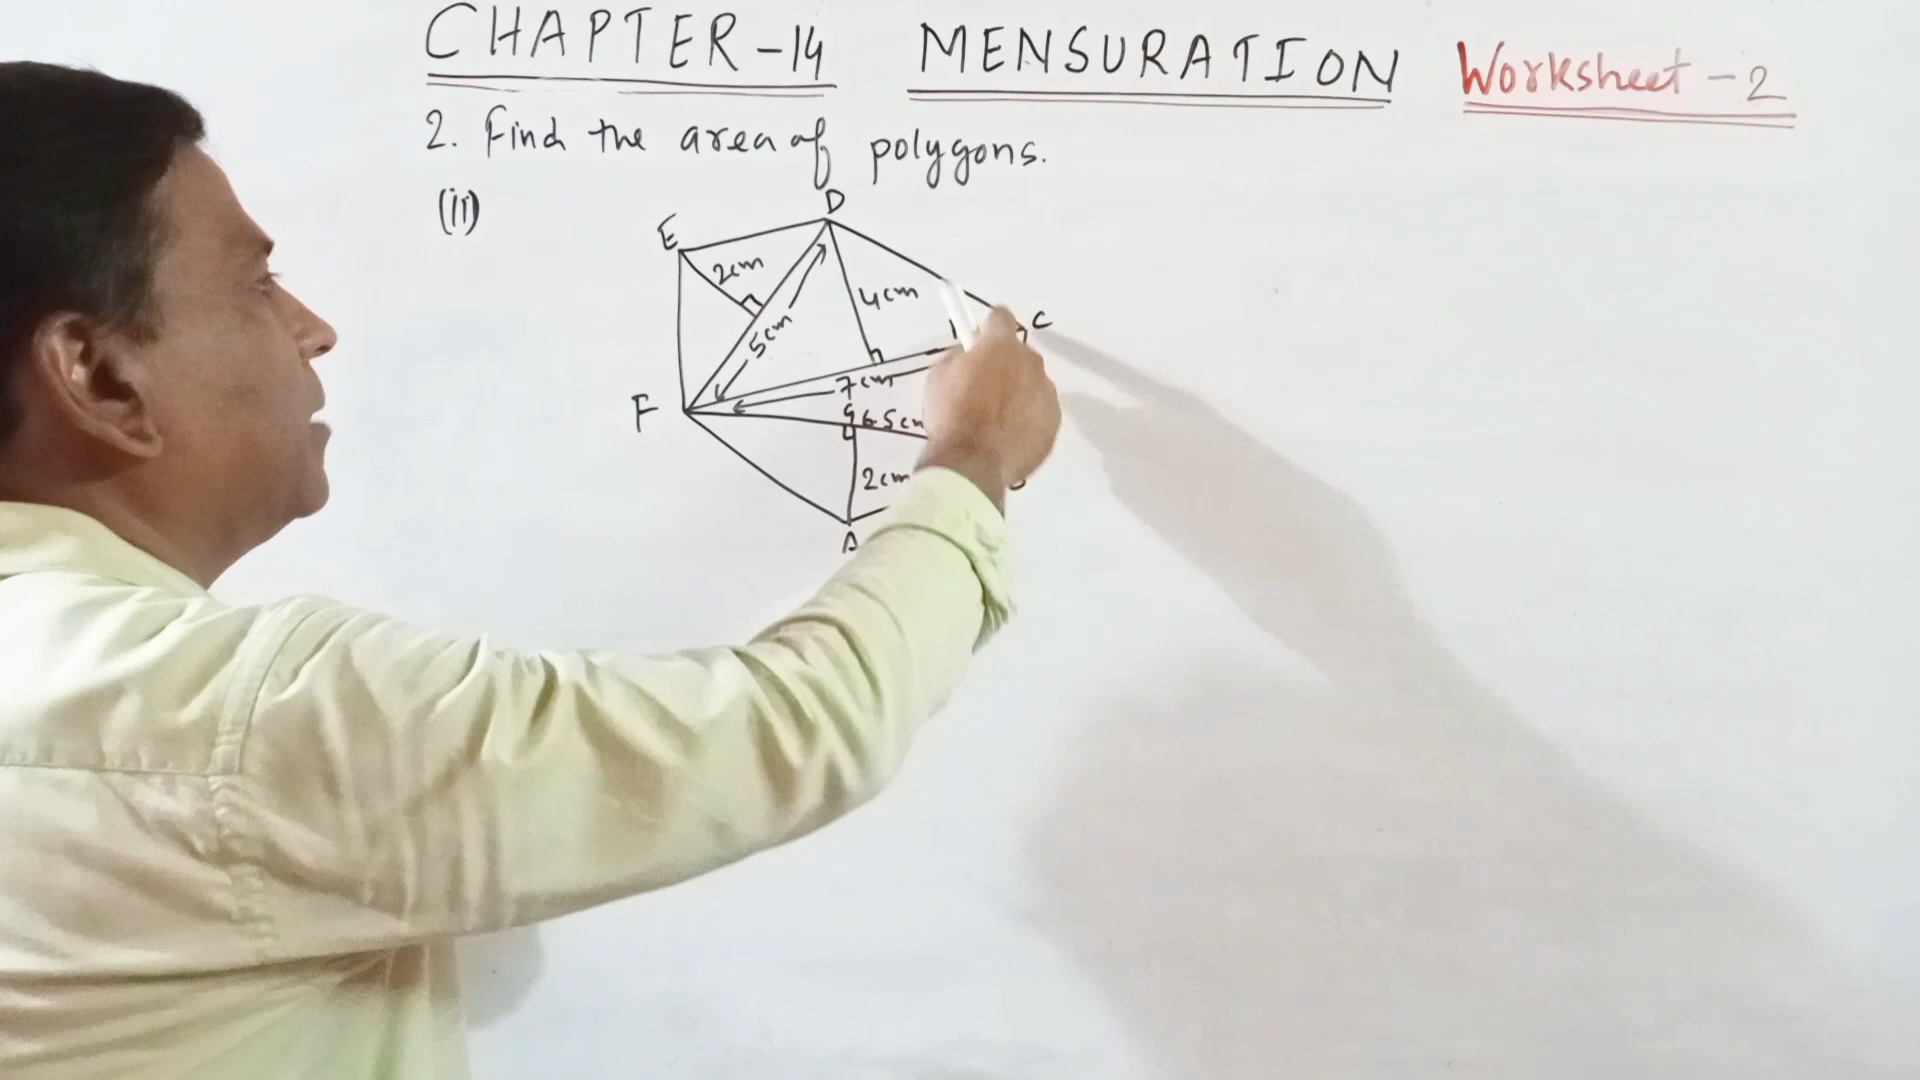 CHAPTER-14 MENSURATION Worksheet-2
2. Find the area of polygons.
(ii)
D
E
2cm
4cm
C
5cm
7cm
F
G 6.5cm
2cm
A